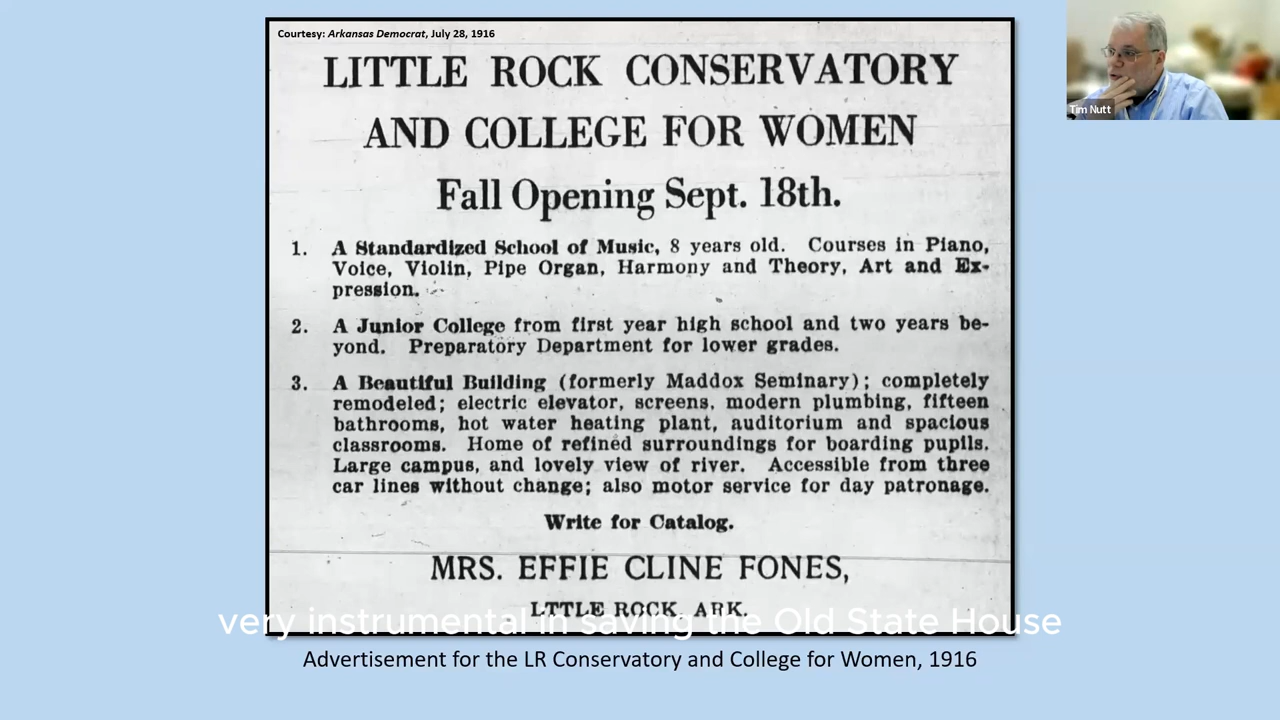 Courtesy: Arkansas Democrat, July 28, 1916
LITTLE ROCK CONSERVATORY
AND COLLEGE FOR WOMEN
Fall Opening Sept. 18th.
1. A Standardized School of Music, 8 years old. Courses in Piano,
Voice, Violin, Pipe Organ, Harmony and Theory, Art and Ex-
pression.
2. A Junior College from first year high school and two years be-
yond. Preparatory Department for lower grades.
3. A Beautiful Building (formerly Maddox Seminary); completely
remodeled; electric elevator, screens, modern plumbing, fifteen
bathrooms, hot water heating plant, auditorium and spacious
classrooms. Home of refined surroundings for boarding pupils.
Large campus, and lovely view of river. Accessible from three
car lines without change; also motor service for day patronage.
Write for Catalog.
MRS. EFFIE CLINE FONES,
LTTLE ROCK, ARK.
very instrumental in saving the Old State House
Advertisement for the LR Conservatory and College for Women, 1916
Tim Nutt